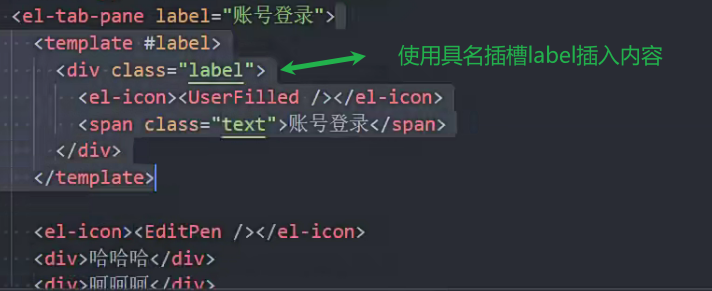 <el-tab-pane label="账号登录">
<template #label>
<div class="label">
使用具名插槽label插入内容
<el-icon><UserFilled /></el-icon>
<span class="text">账号登录</span>
</div>
</template>
<el-icon><EditPen /></el-icon>
<div>哈哈哈</div>
<div>呵呵呵</div>